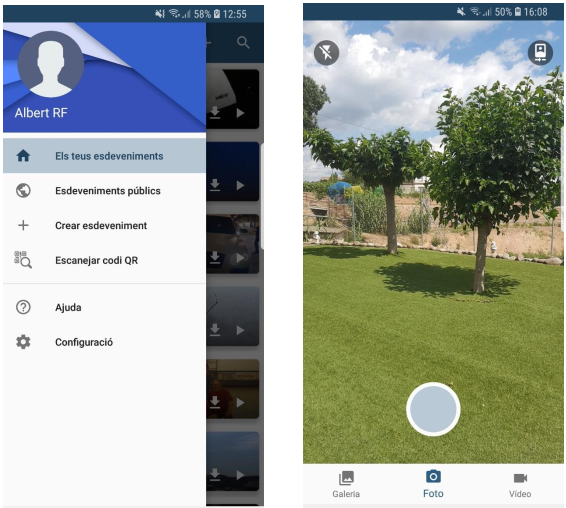 58% 12:55
Albert RF
Els teus esdeveniments
Esdeveniments públics
Crear esdeveniment
Escanejar codi QR
Ajuda
Configuració
50% 16:08
Galeria
Foto
Vídeo